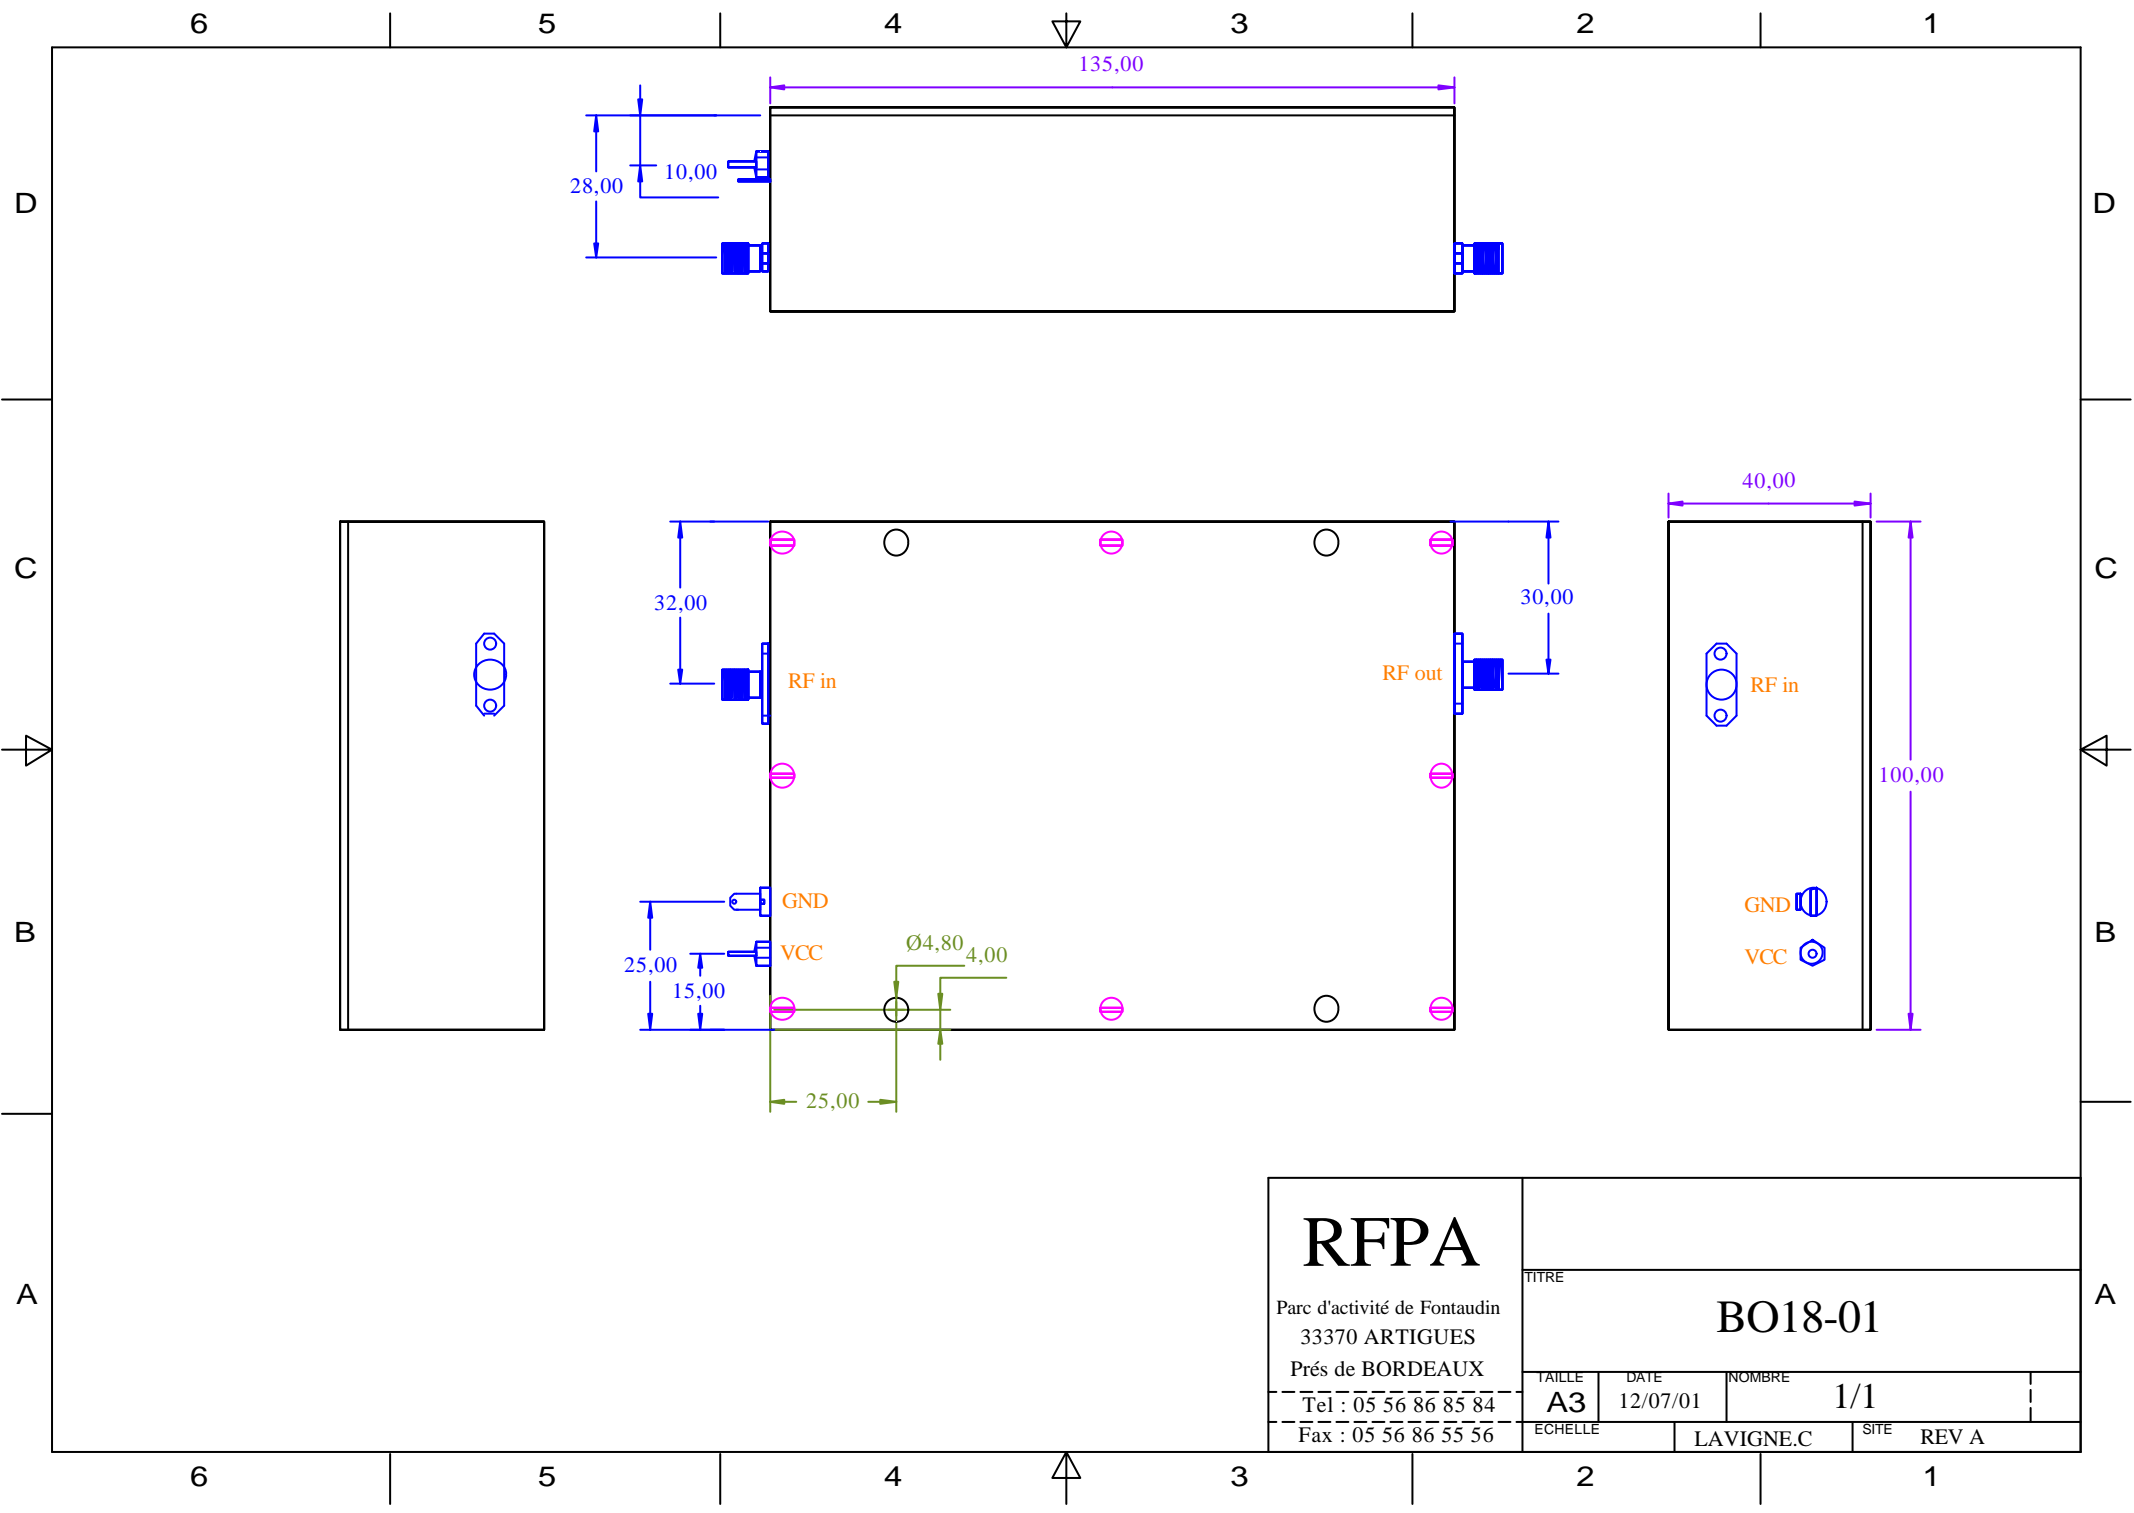 6 5 4 3 2 1
135,00
10,00
28,00
D D
40,00
C C
32,00
30,00
RF in
RF out
RF in
100,00
GND
GND
B B
Ø4,80
4,00
VCC
VCC
25,00
15,00
25,00
RFPA
Parc d'activité de Fontaudin
33370 ARTIGUES
Prés de BORDEAUX
Tel : 05 56 86 85 84
Fax : 05 56 86 55 56
TITRE
BO18-01
TAILLE DATE NOMBRE
A3 12/07/01 1/1
ECHELLE LAVIGNE.C SITE REV A
A A
6 5 4 3 2 1